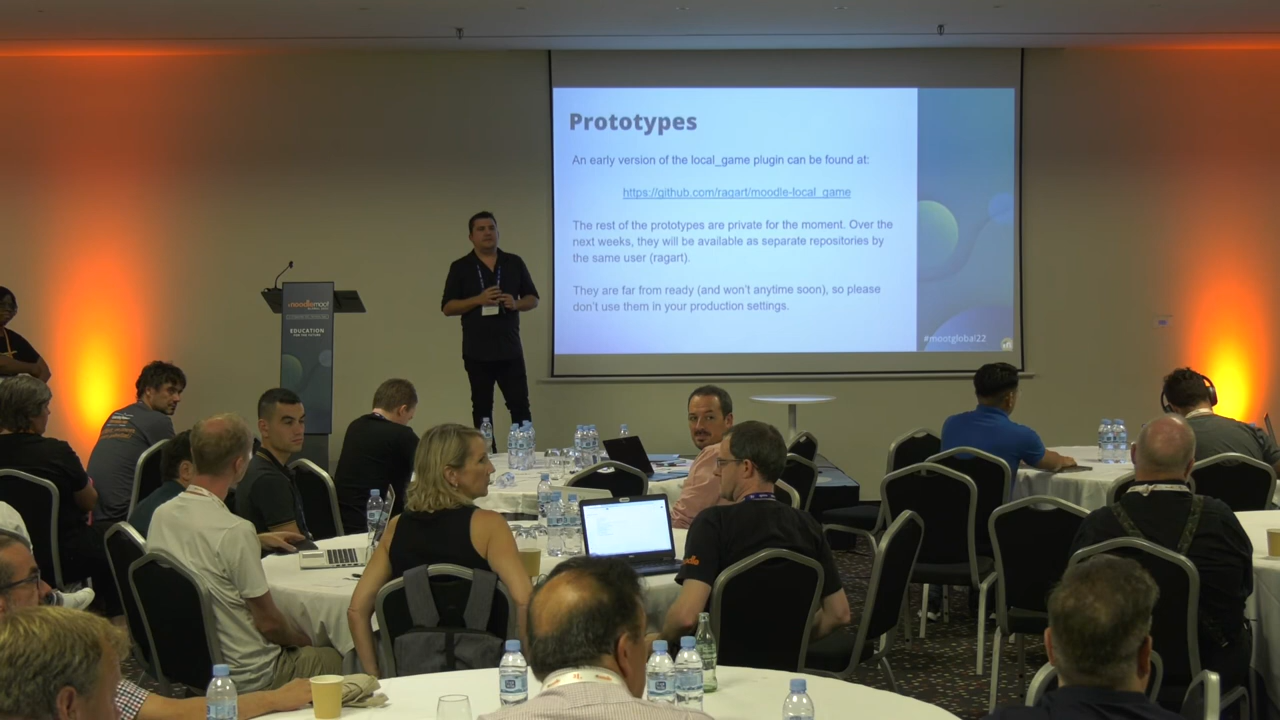 Prototypes
An early version of the local_game plugin can be found at:
https://github.com/ragart/moodle-local_game
The rest of the prototypes are private for the moment. Over the
next weeks, they will be available as separate repositories by
the same user (ragart).
They are far from ready (and won't anytime soon), so please
don't use them in your production settings.
#mootglobal22
moodlemoot
EDUCATION
FOR THE FUTURE
moodle